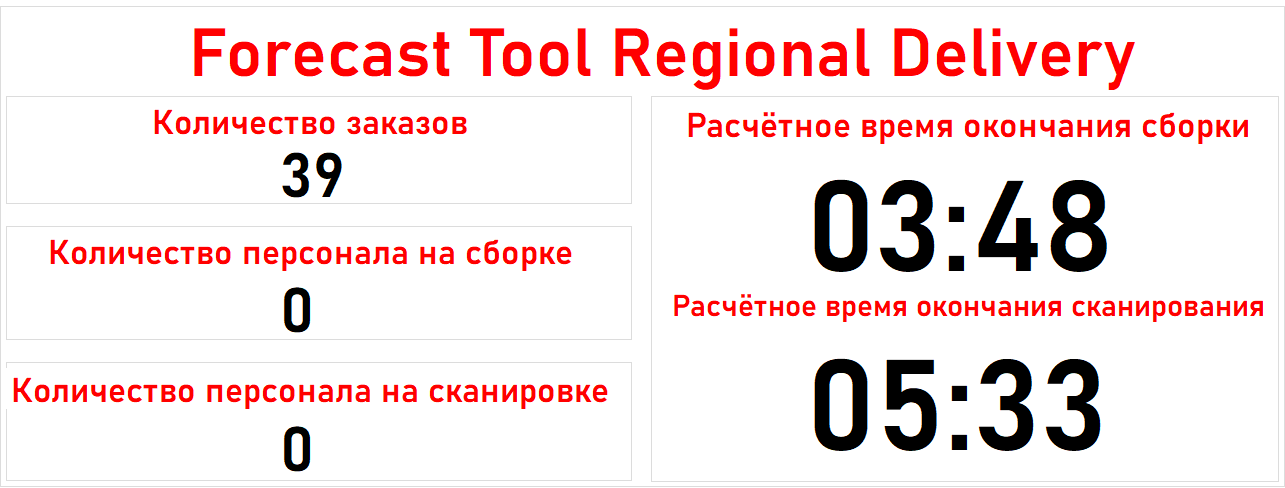 Forecast Tool Regional Delivery
Количество заказов
39
Количество персонала на сборке
0
Количество персонала на сканировке
0
Расчётное время окончания сборки
03:48
Расчётное время окончания сканирования
05:33